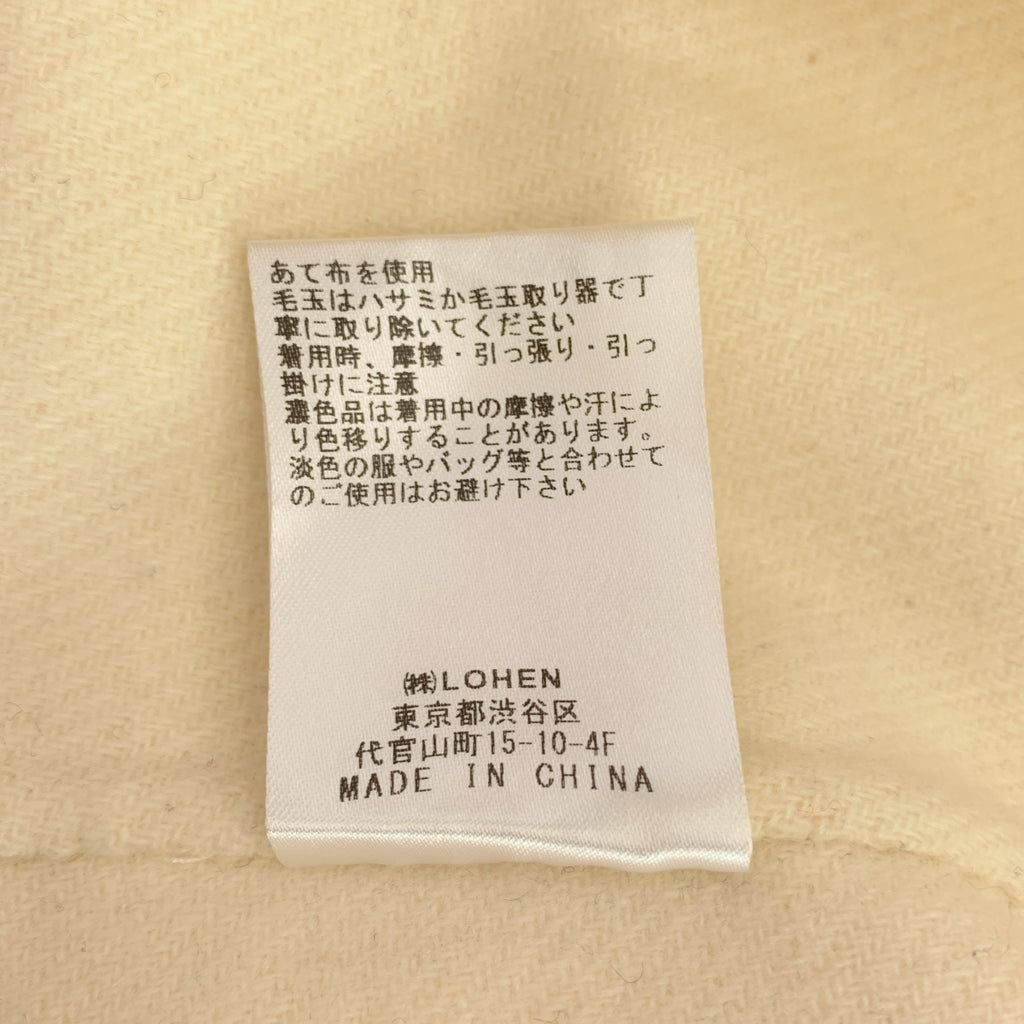 あて布を使用
毛玉はハサミか毛玉取り器で丁
寧に取り除いてください
着用時、摩擦・引っ張り・引っ
掛けに注意
濃色品は着用中の摩擦や汗によ
り色移りすることがあります。
淡色の服やバッグ等と合わせて
のご使用はお避け下さい
㈱LOHEN
東京都渋谷区
代官山町15-10-4F
MADE IN CHINA